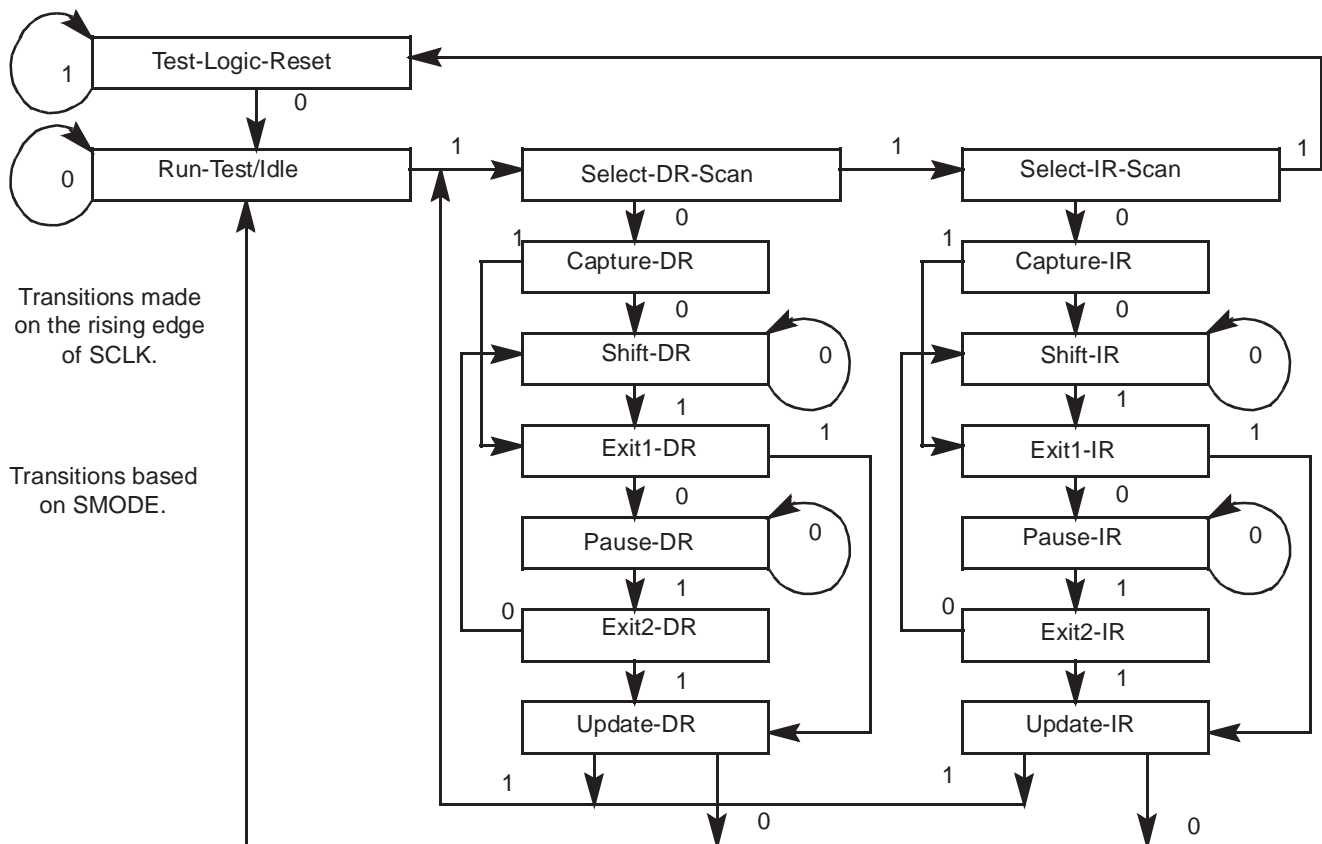 Test-Logic-Reset
1
0
Run-Test/Idle
0
1
Select-DR-Scan
1
Select-IR-Scan
1
0
0
1
Capture-DR
1
Capture-IR
Transitions made
on the rising edge
of SCLK.
0
0
Shift-DR
0
Shift-IR
0
1
1
Exit1-DR
1
Exit1-IR
1
Transitions based
on SMODE.
0
0
Pause-DR
0
Pause-IR
0
1
1
0
Exit2-DR
0
Exit2-IR
1
1
Update-DR
Update-IR
1
1
0
0